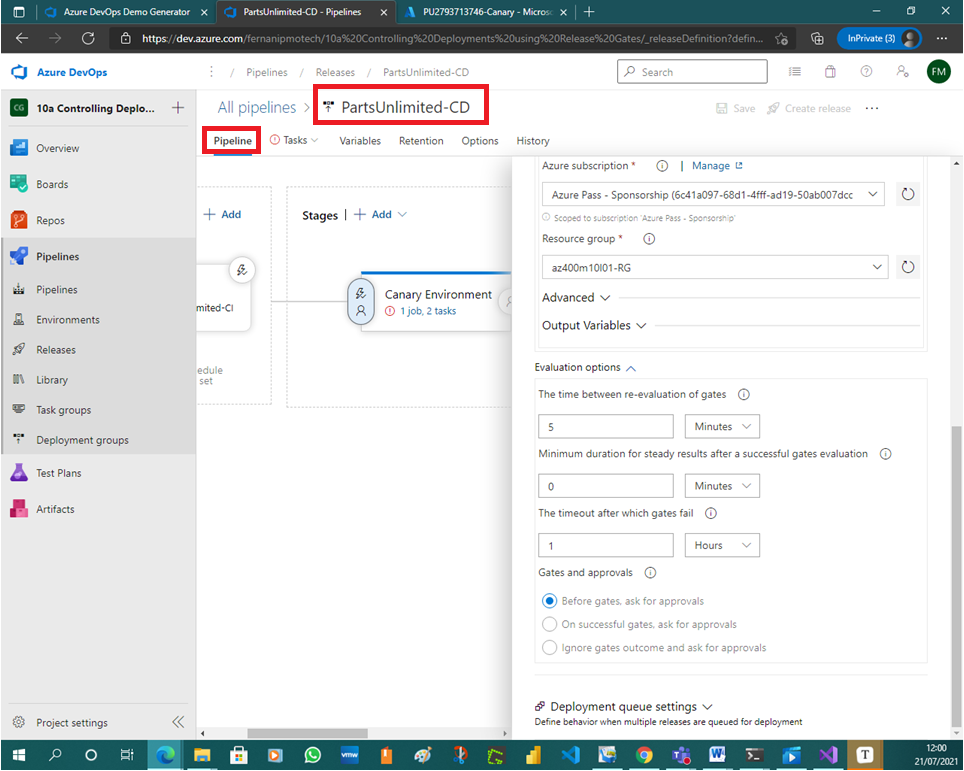 Azure DevOps Demo Generator
PartsUnlimited-CD - Pipelines
PU2793713746-Canary - Micros
https://dev.azure.com/fernanipmotech/10a%20Controlling%20Deployments%20using%20Release%20Gates/_releaseDefinition?defin...
InPrivate (3)
Azure DevOps
/ Pipelines / Releases / PartsUnlimited-CD
Search
FM
CG
10a Controlling Deplo...
All pipelines > PartsUnlimited-CD
Save
Create release
Pipeline
Tasks
Variables
Retention
Options
History
Overview
Boards
Repos
Pipelines
Pipelines
Environments
Releases
Library
Task groups
Deployment groups
Test Plans
Artifacts
Project settings
Add
mited-CI
edule
set
Stages | Add
Canary Environment
1 job, 2 tasks
Azure subscription * | Manage
Azure Pass - Sponsorship (6c41a097-68d1-4fff-ad19-50ab007dcc
Scoped to subscription 'Azure Pass - Sponsorship'
Resource group *
az400m10l01-RG
Advanced
Output Variables
Evaluation options
The time between re-evaluation of gates
5 Minutes
Minimum duration for steady results after a successful gates evaluation
0 Minutes
The timeout after which gates fail
1 Hours
Gates and approvals
Before gates, ask for approvals
On successful gates, ask for approvals
Ignore gates outcome and ask for approvals
Deployment queue settings
Define behavior when multiple releases are queued for deployment
vmw
T
12:00
21/07/2021